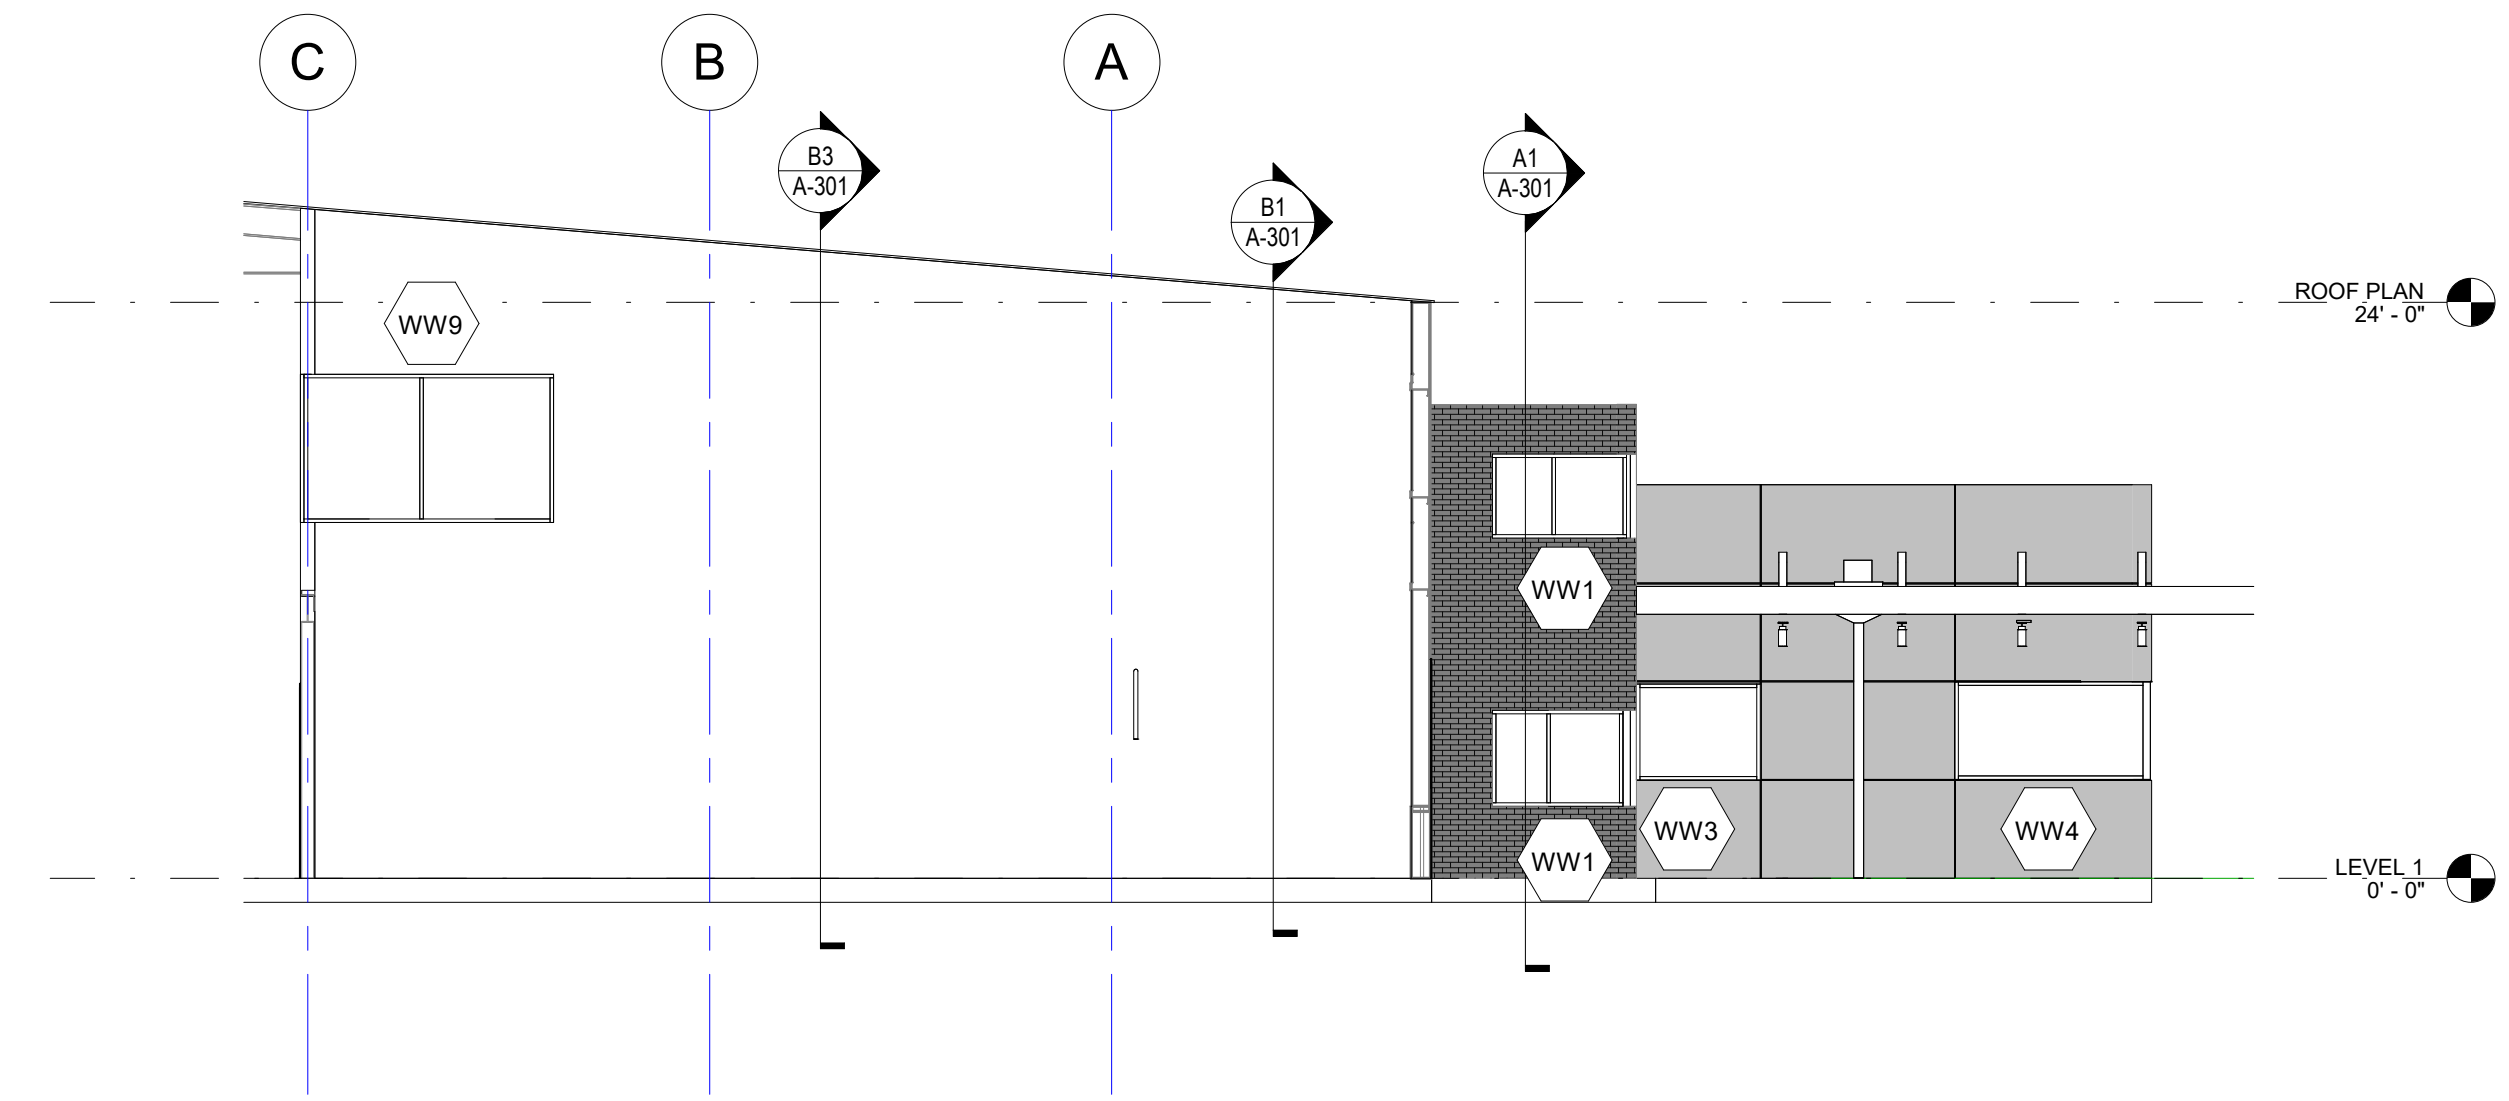 C
B
A
B3
A-301
B1
A-301
A1
A-301
ROOF PLAN
24' - 0"
WW9
WW1
WW3
WW4
WW1
LEVEL 1
0' - 0"